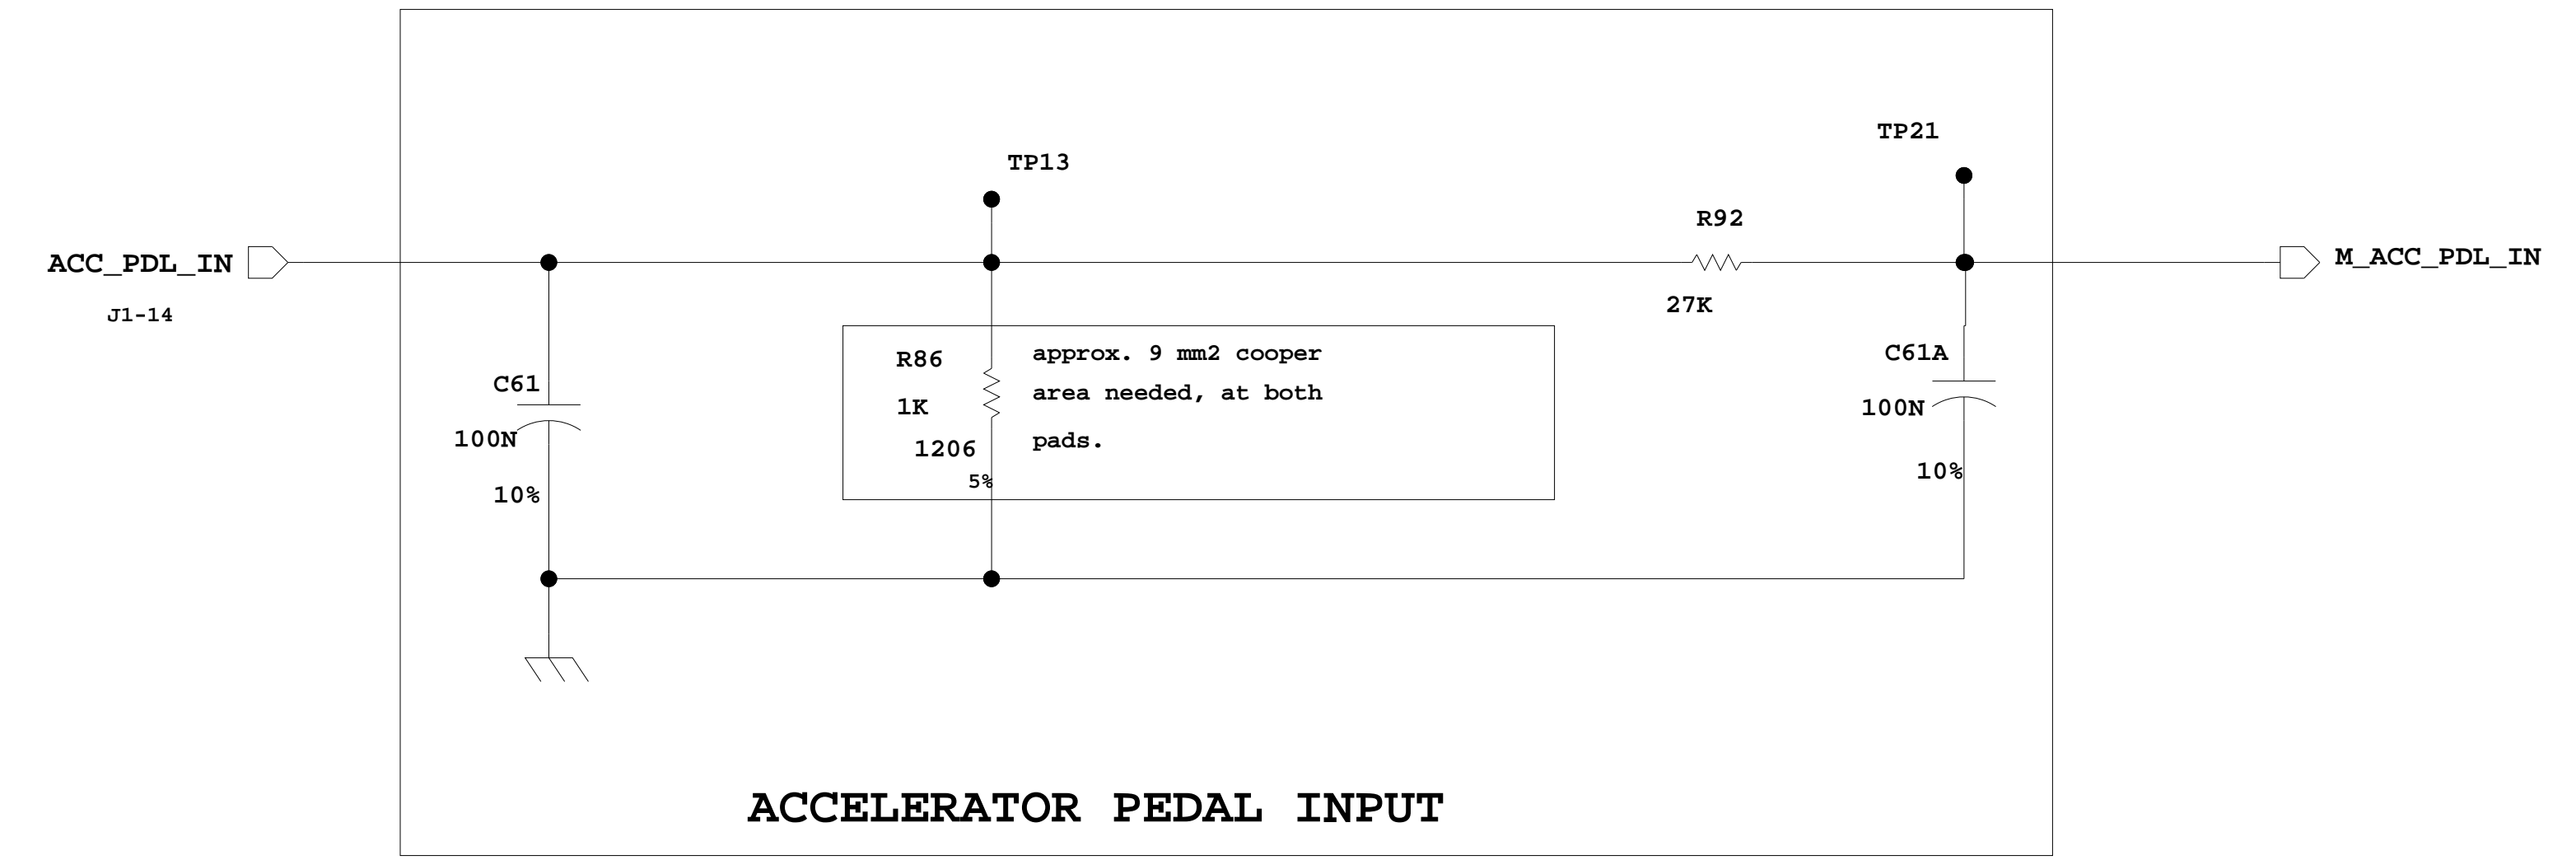 TP21
TP13
R92
ACC_PDL_IN
M_ACC_PDL_IN
J1-14
27K
R86
approx. 9 mm2 cooper
C61A
C61
area needed, at both
1K
100N
100N
pads.
1206
10%
5%
10%
ACCELERATOR PEDAL INPUT